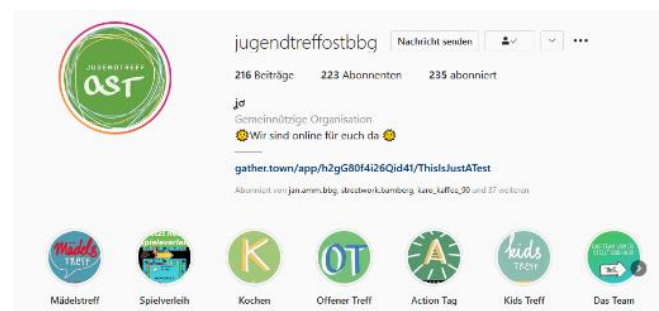 JUGENDTREFF
OST
jugendtreffostbbg Nachricht senden
216 Beiträge 223 Abonnenten 235 abonniert
jo
Gemeinnützige Organisation
Wir sind online für euch da
gather.town/app/h2gG80f4i26Qid41/ThisIsJustATest
Abonniert von jan.amm.bbg, streetwork.bamberg, karo_kaffee_90 und 37 weiteren
Mädels TREFF
K
OT
A
kids TREFF
Mädelstreff Spielverleih Kochen Offener Treff Action Tag Kids Treff Das Team